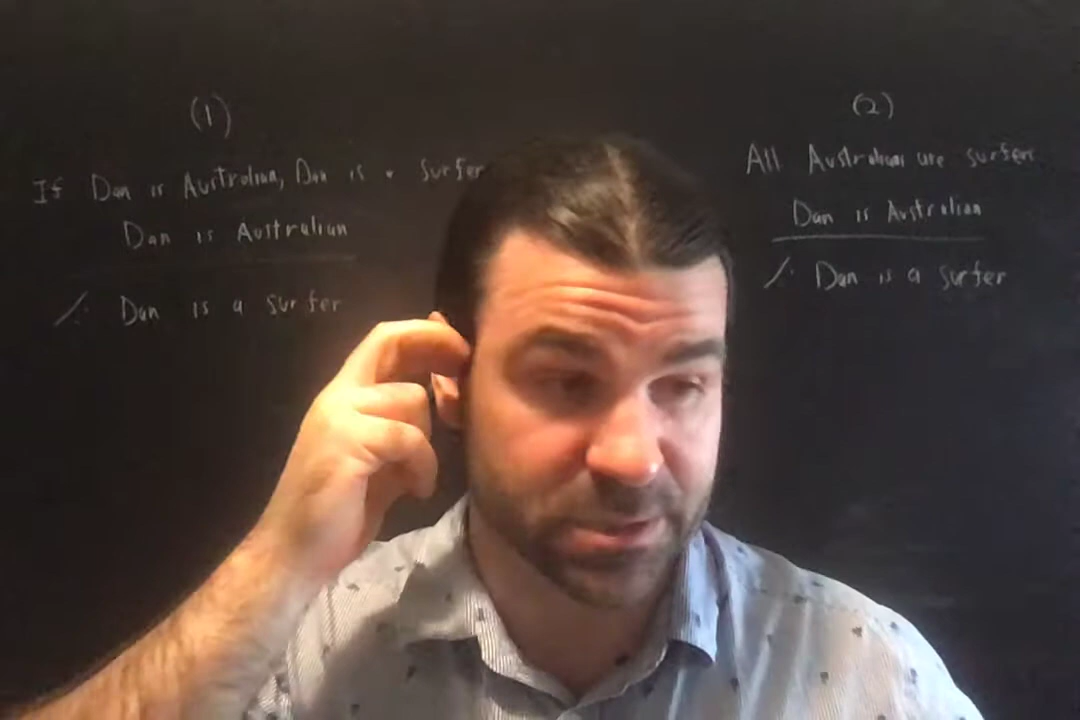 (1)
If Dan is Australian, Dan is a surfer
Dan is Australian
∴ Dan is a surfer
(2)
All Australians are surfers
Dan is Australian
∴ Dan is a surfer